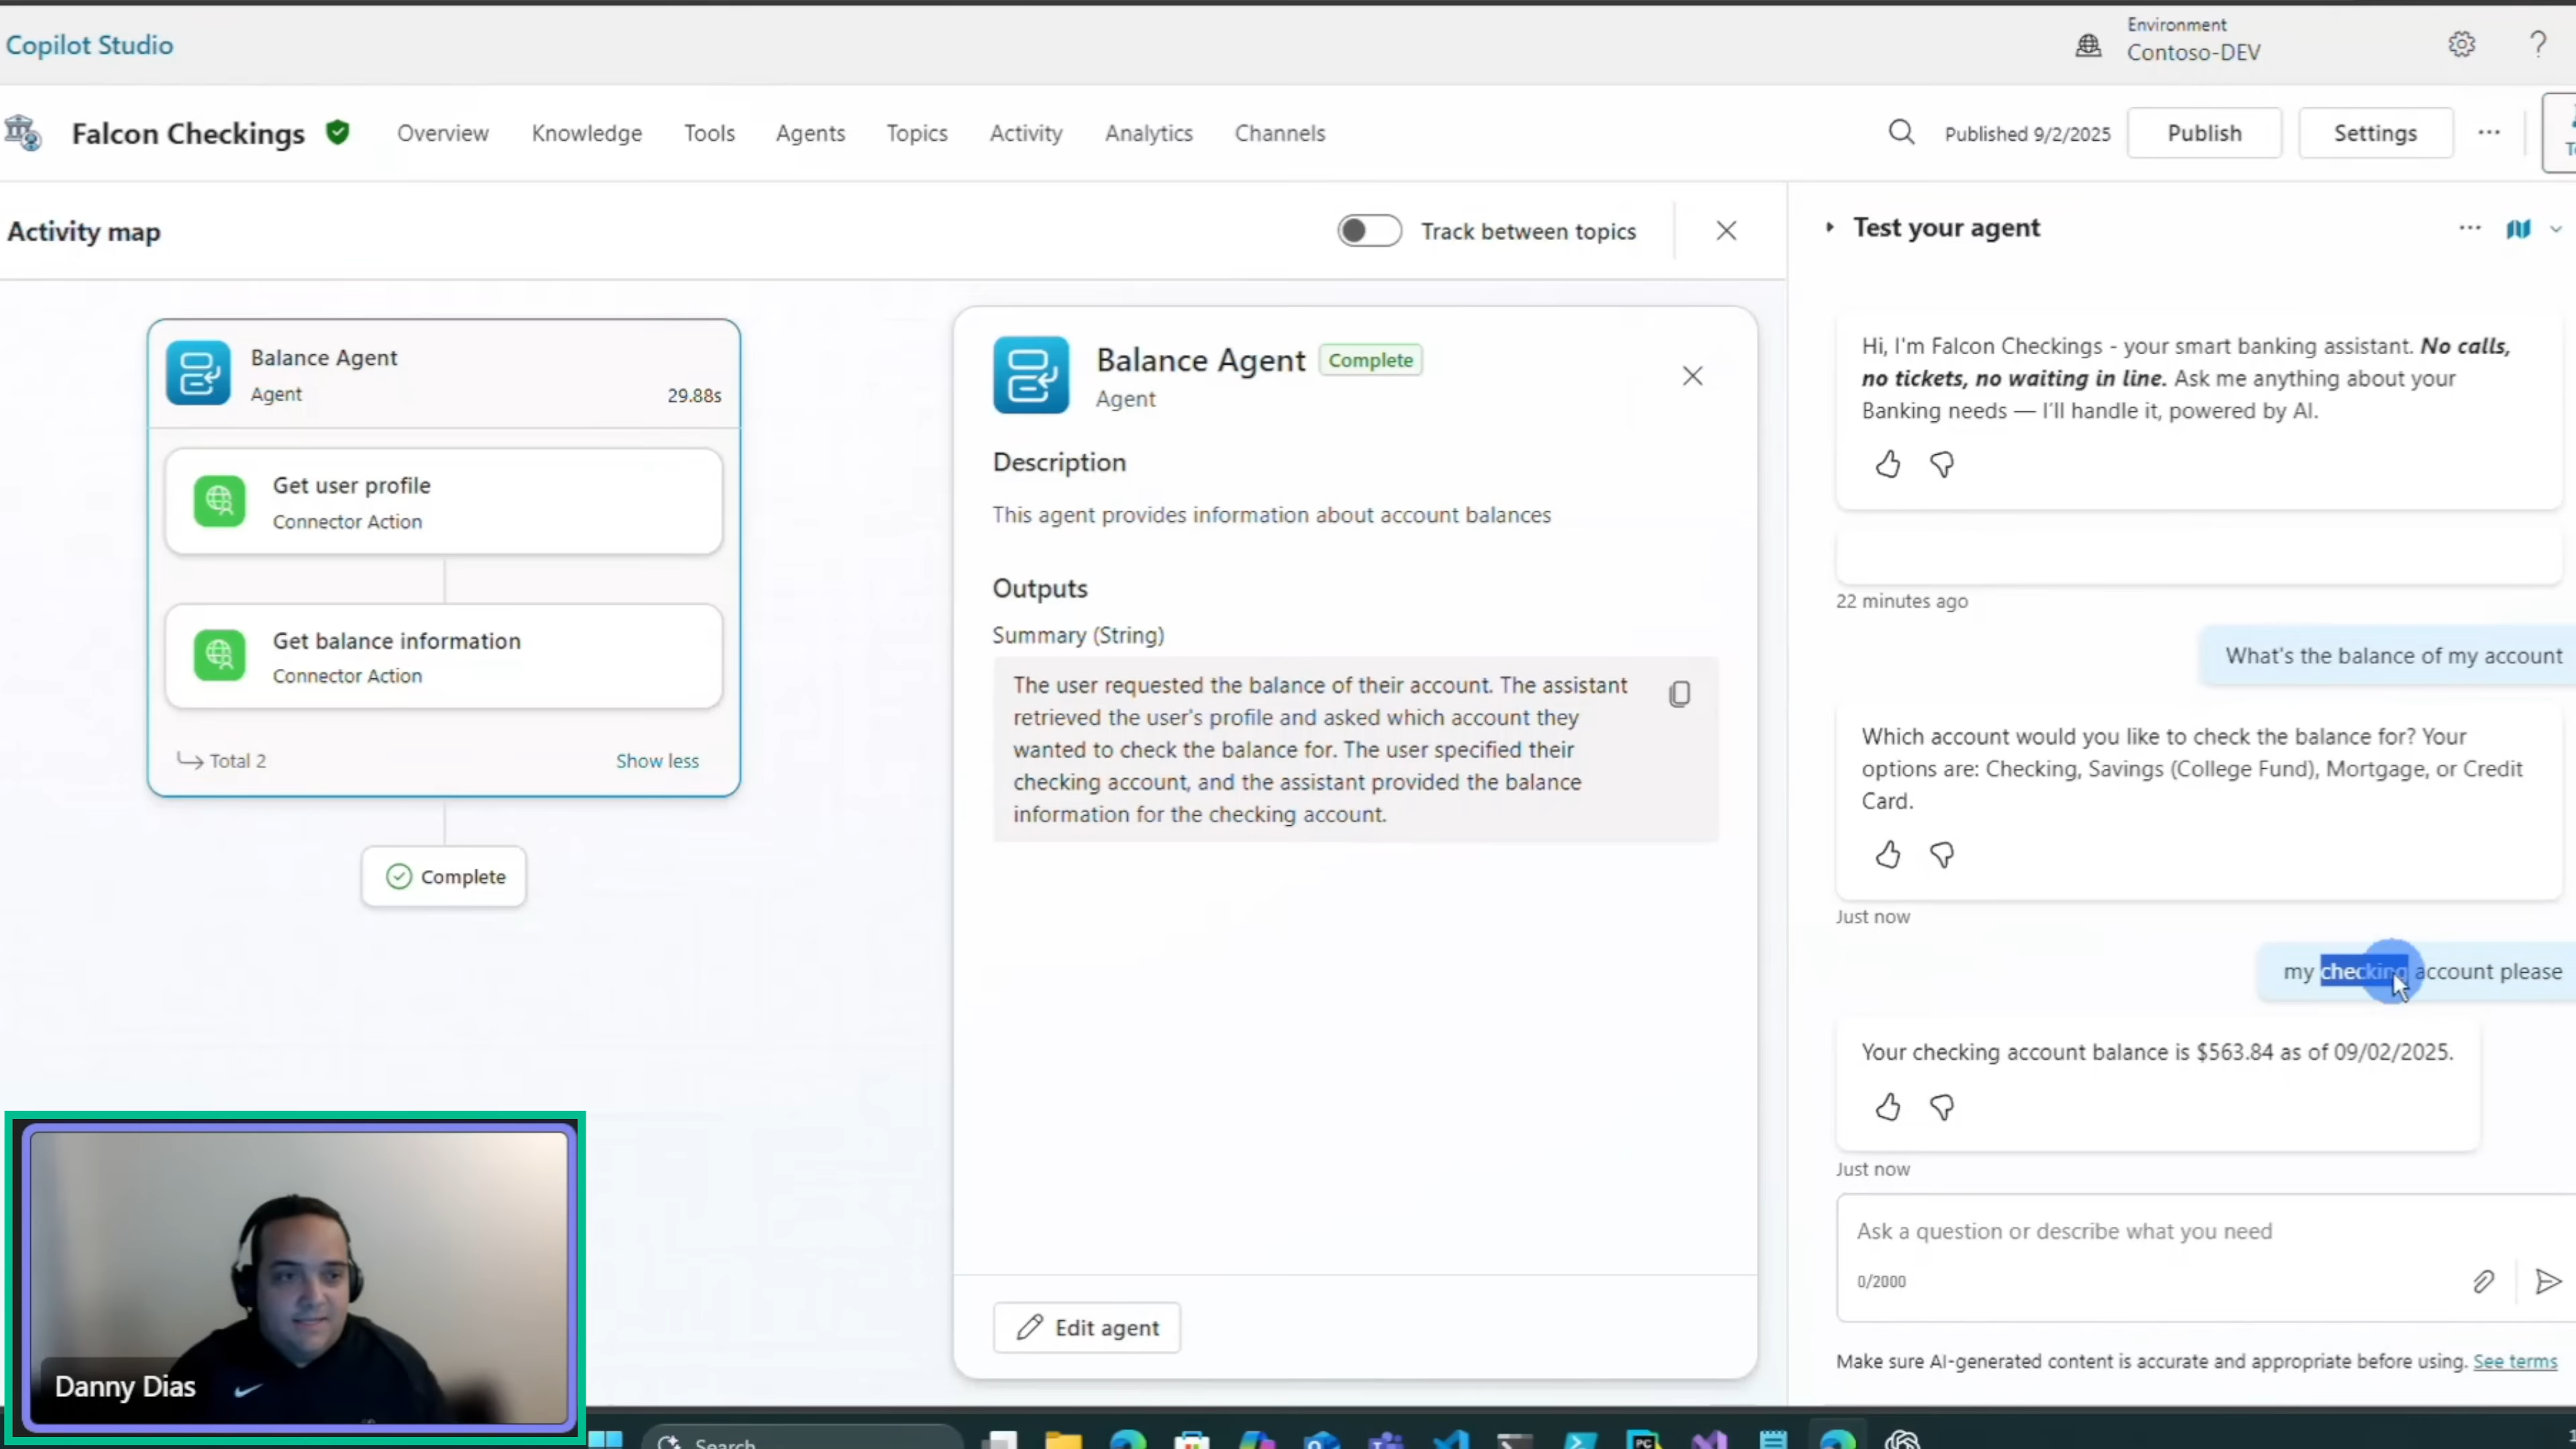 Copilot Studio
Environment
Contoso-DEV
Falcon Checkings
Overview
Knowledge
Tools
Agents
Topics
Activity
Analytics
Channels
Published 9/2/2025
Publish
Settings
Activity map
Track between topics
Balance Agent
Agent
29.88s
Get user profile
Connector Action
Get balance information
Connector Action
Total 2
Show less
Complete
Balance Agent
Complete
Agent
Description
This agent provides information about account balances
Outputs
Summary (String)
The user requested the balance of their account. The assistant
retrieved the user's profile and asked which account they
wanted to check the balance for. The user specified their
checking account, and the assistant provided the balance
information for the checking account.
Edit agent
Test your agent
Hi, I'm Falcon Checkings - your smart banking assistant. No calls,
no tickets, no waiting in line. Ask me anything about your
Banking needs — I'll handle it, powered by AI.
22 minutes ago
What's the balance of my account
Which account would you like to check the balance for? Your
options are: Checking, Savings (College Fund), Mortgage, or Credit
Card.
Just now
my checking account please
Your checking account balance is $563.84 as of 09/02/2025.
Just now
Ask a question or describe what you need
0/2000
Make sure AI-generated content is accurate and appropriate before using. See terms
Danny Dias
Search